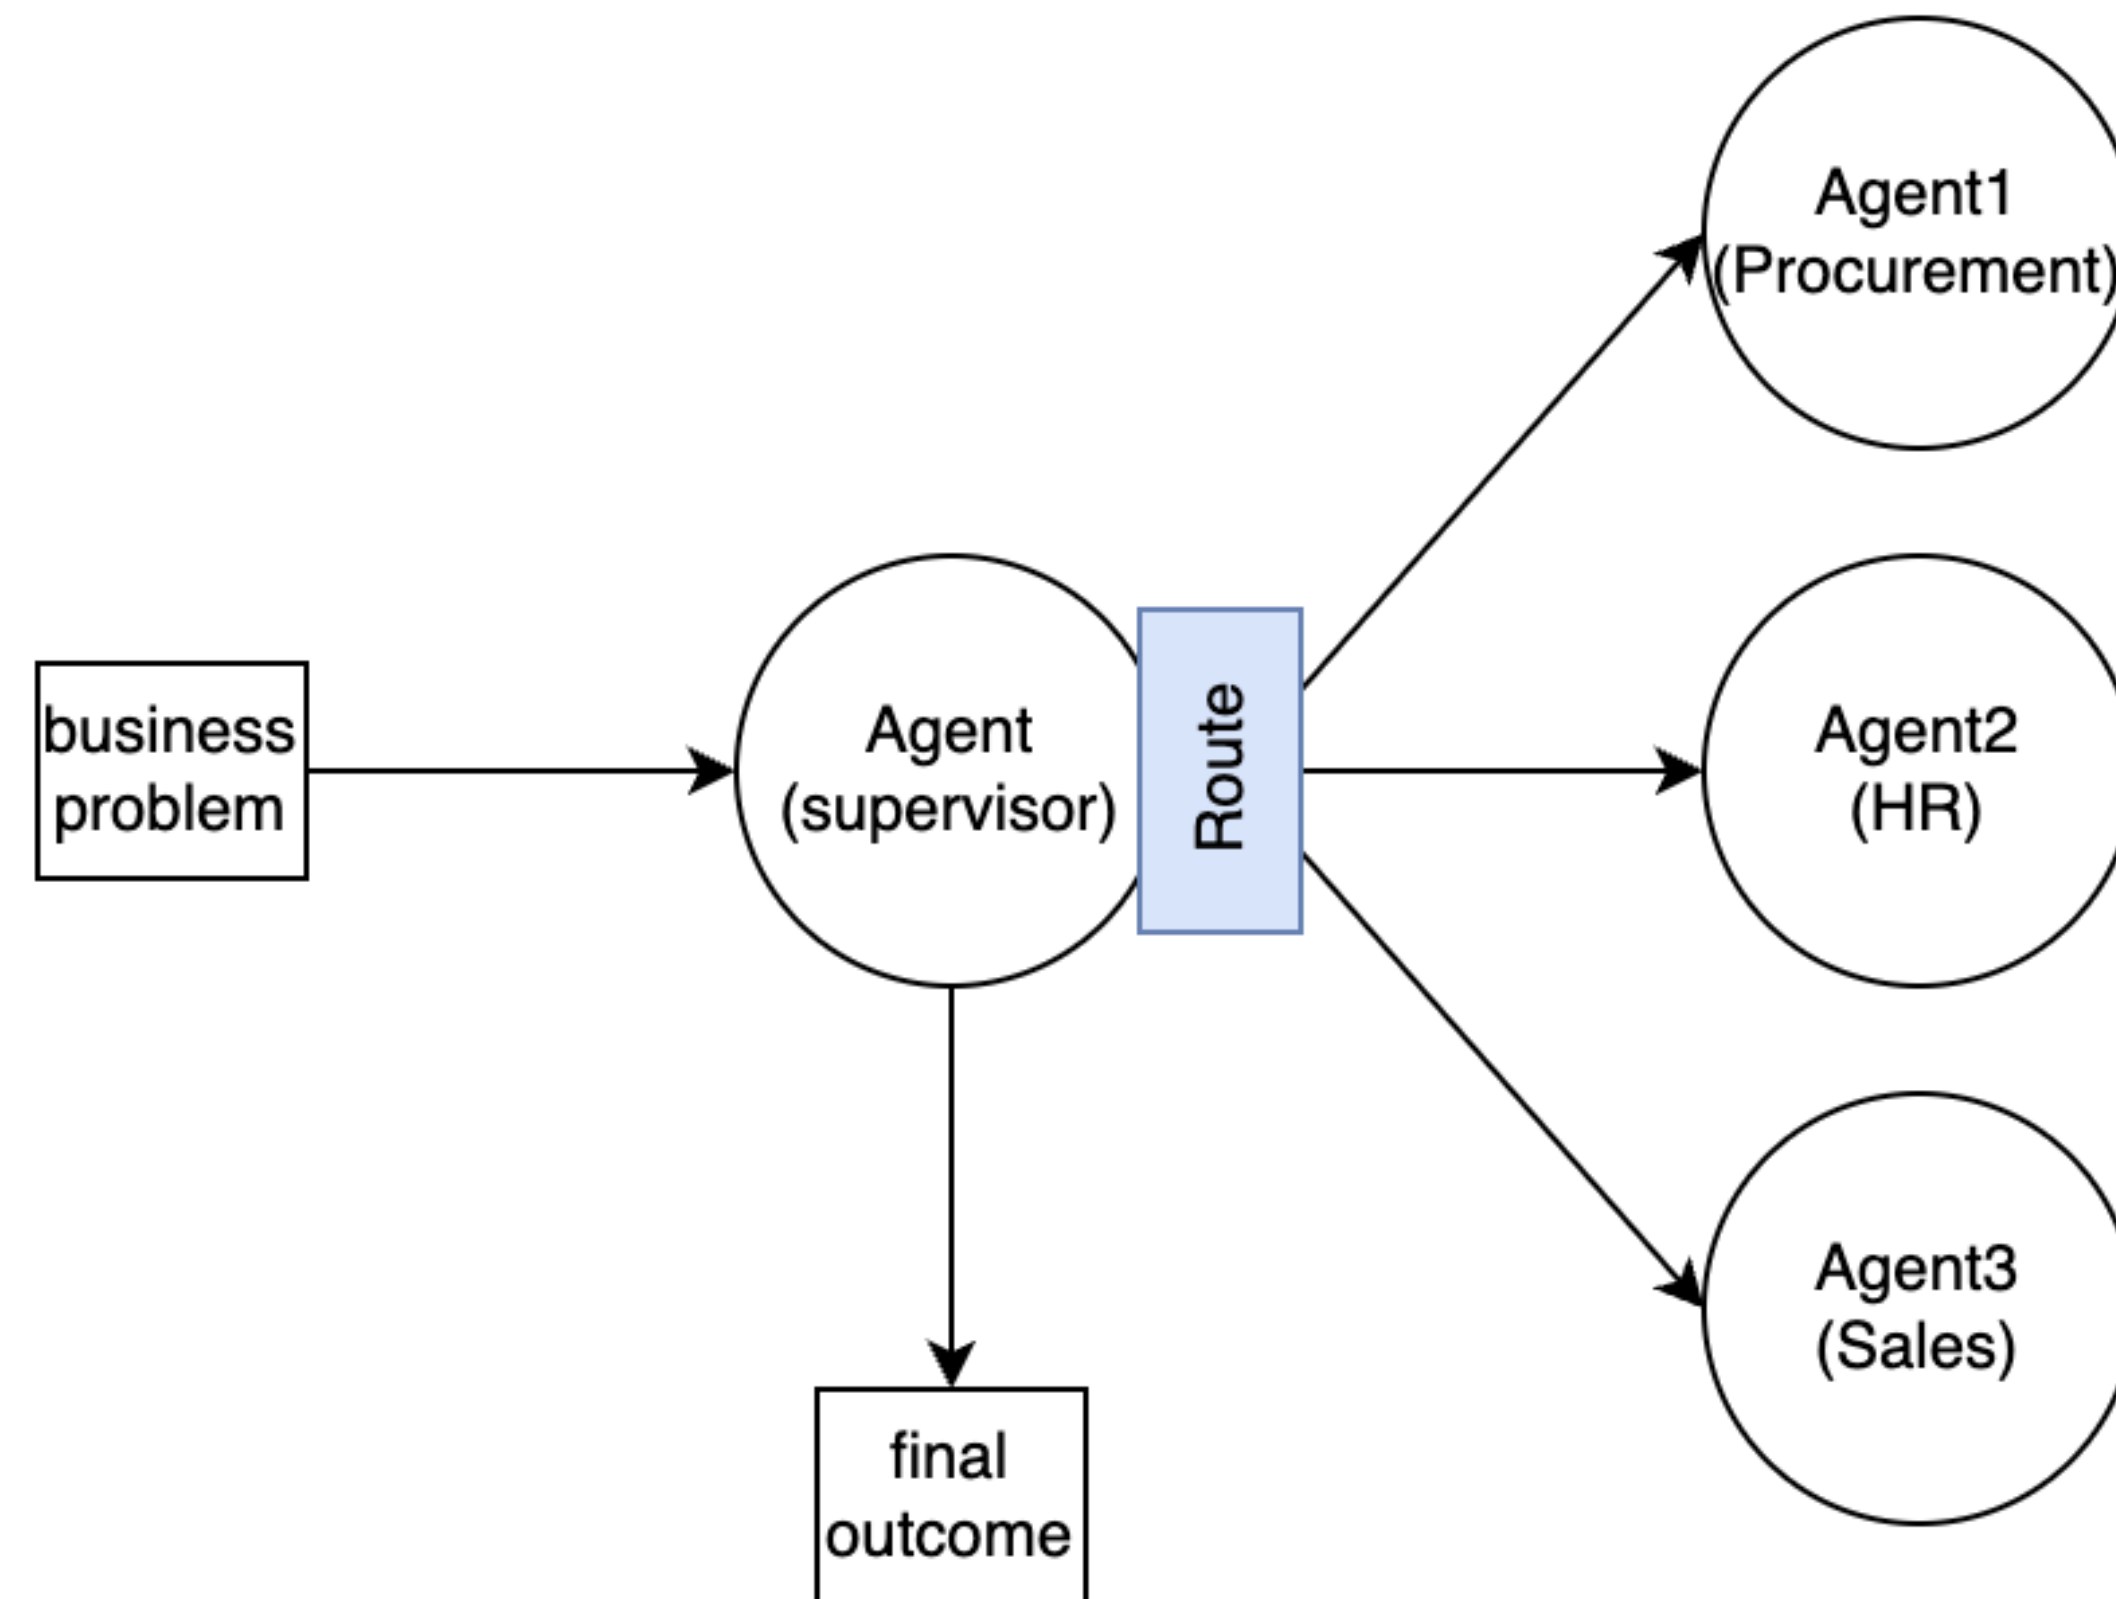 Agent1
(Procurement)
business
problem
Agent
(supervisor)
Route
Agent2
(HR)
Agent3
(Sales)
final
outcome